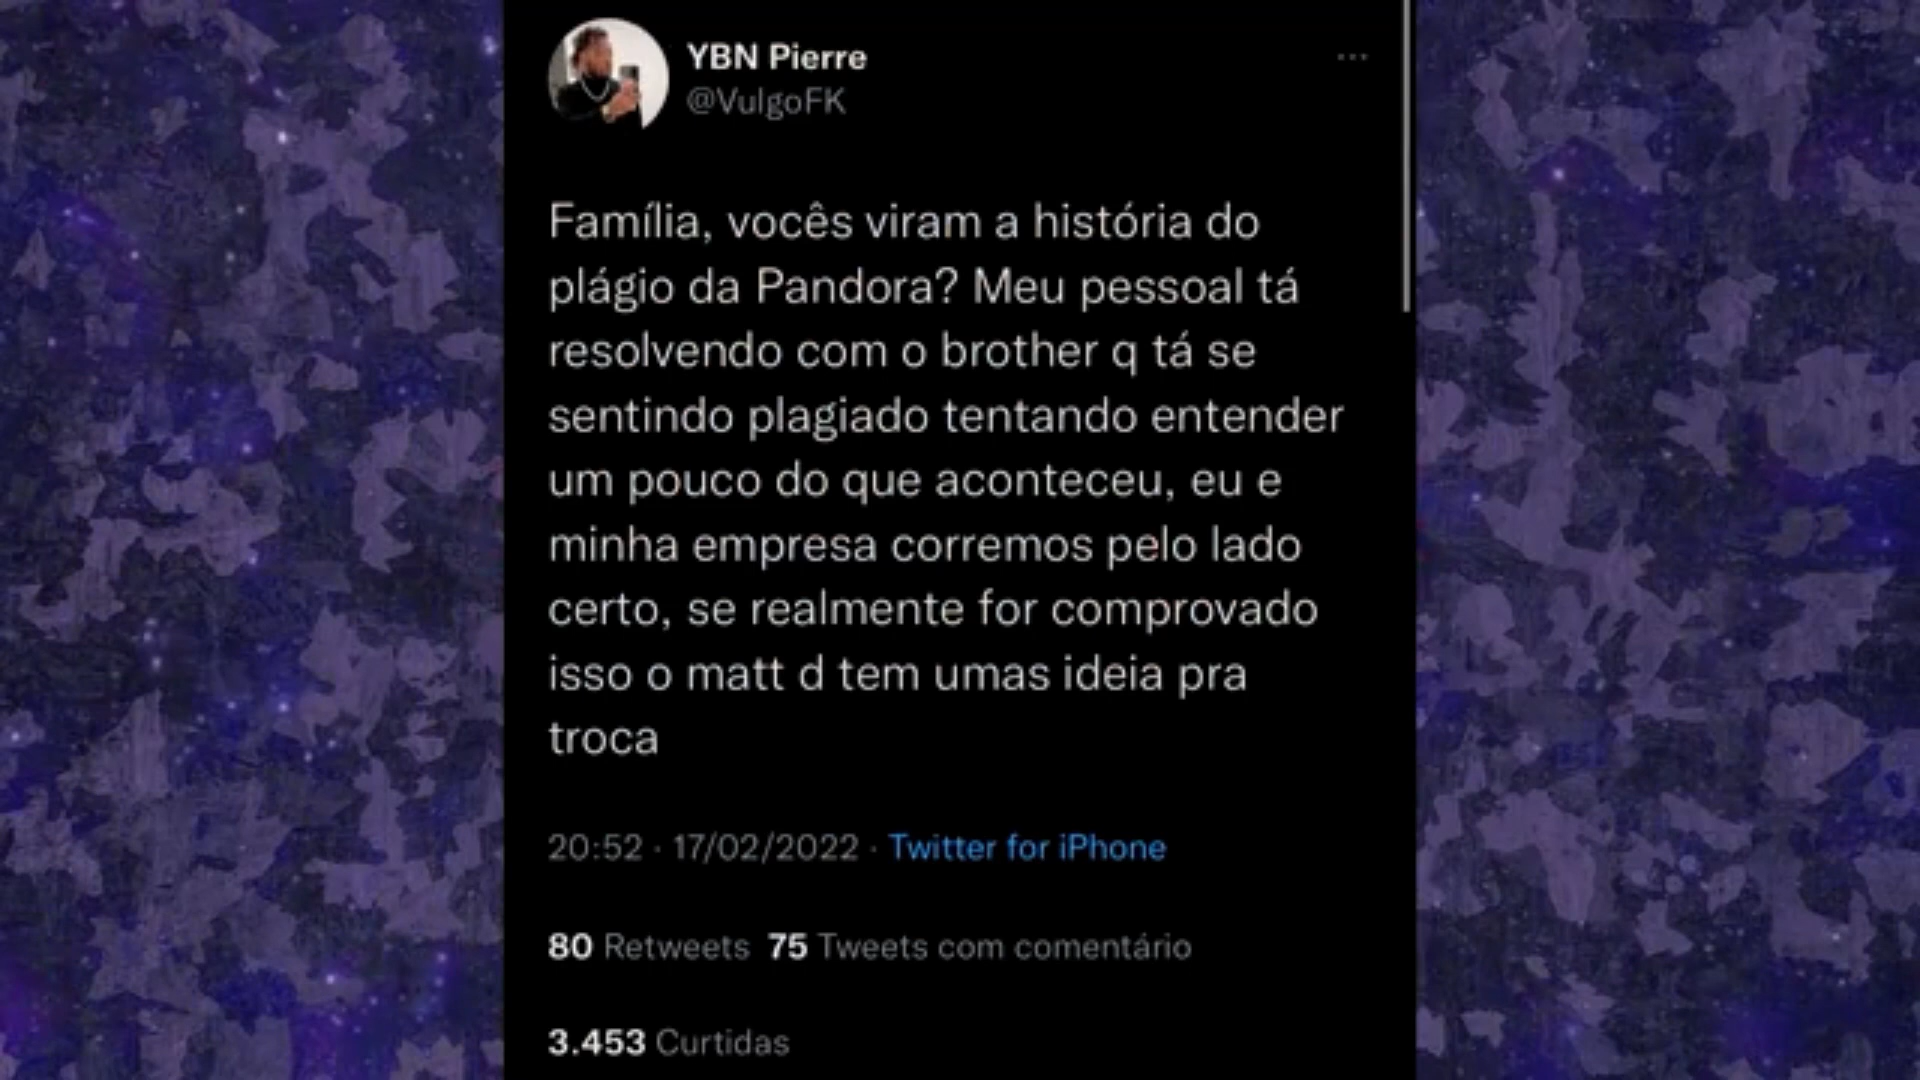 YBN Pierre
@VulgoFK
Família, vocês viram a história do
plágio da Pandora? Meu pessoal tá
resolvendo com o brother q tá se
sentindo plagiado tentando entender
um pouco do que aconteceu, eu e
minha empresa corremos pelo lado
certo, se realmente for comprovado
isso o matt d tem umas ideia pra
troca
20:52 · 17/02/2022 · Twitter for iPhone
80 Retweets 75 Tweets com comentário
3.453 Curtidas